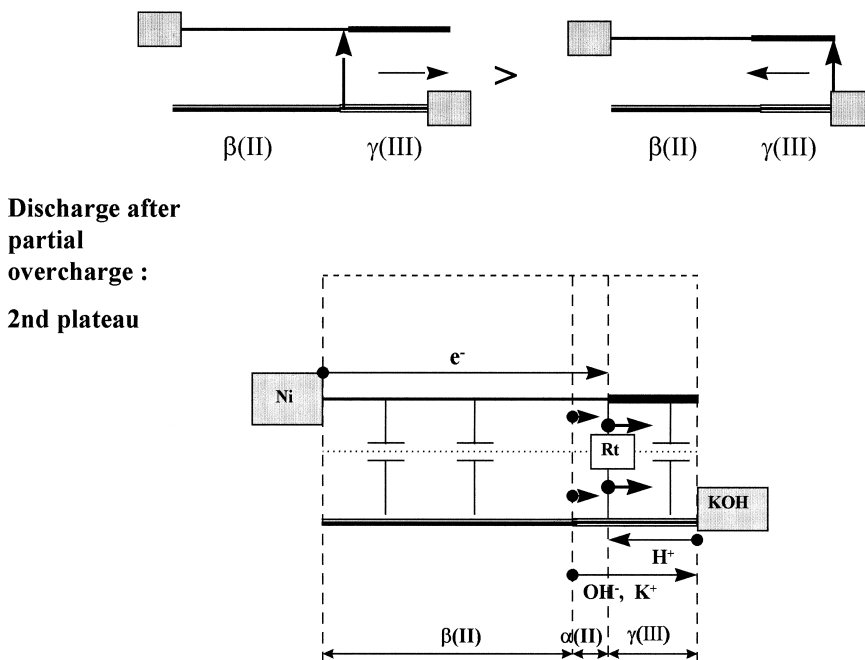 >
β(II) γ(III) β(II) γ(III)
Discharge after
partial
overcharge :
2nd plateau
e⁻
Ni
Rt
KOH
H⁺
OH⁻, K⁺
β(II) α(II) γ(III)